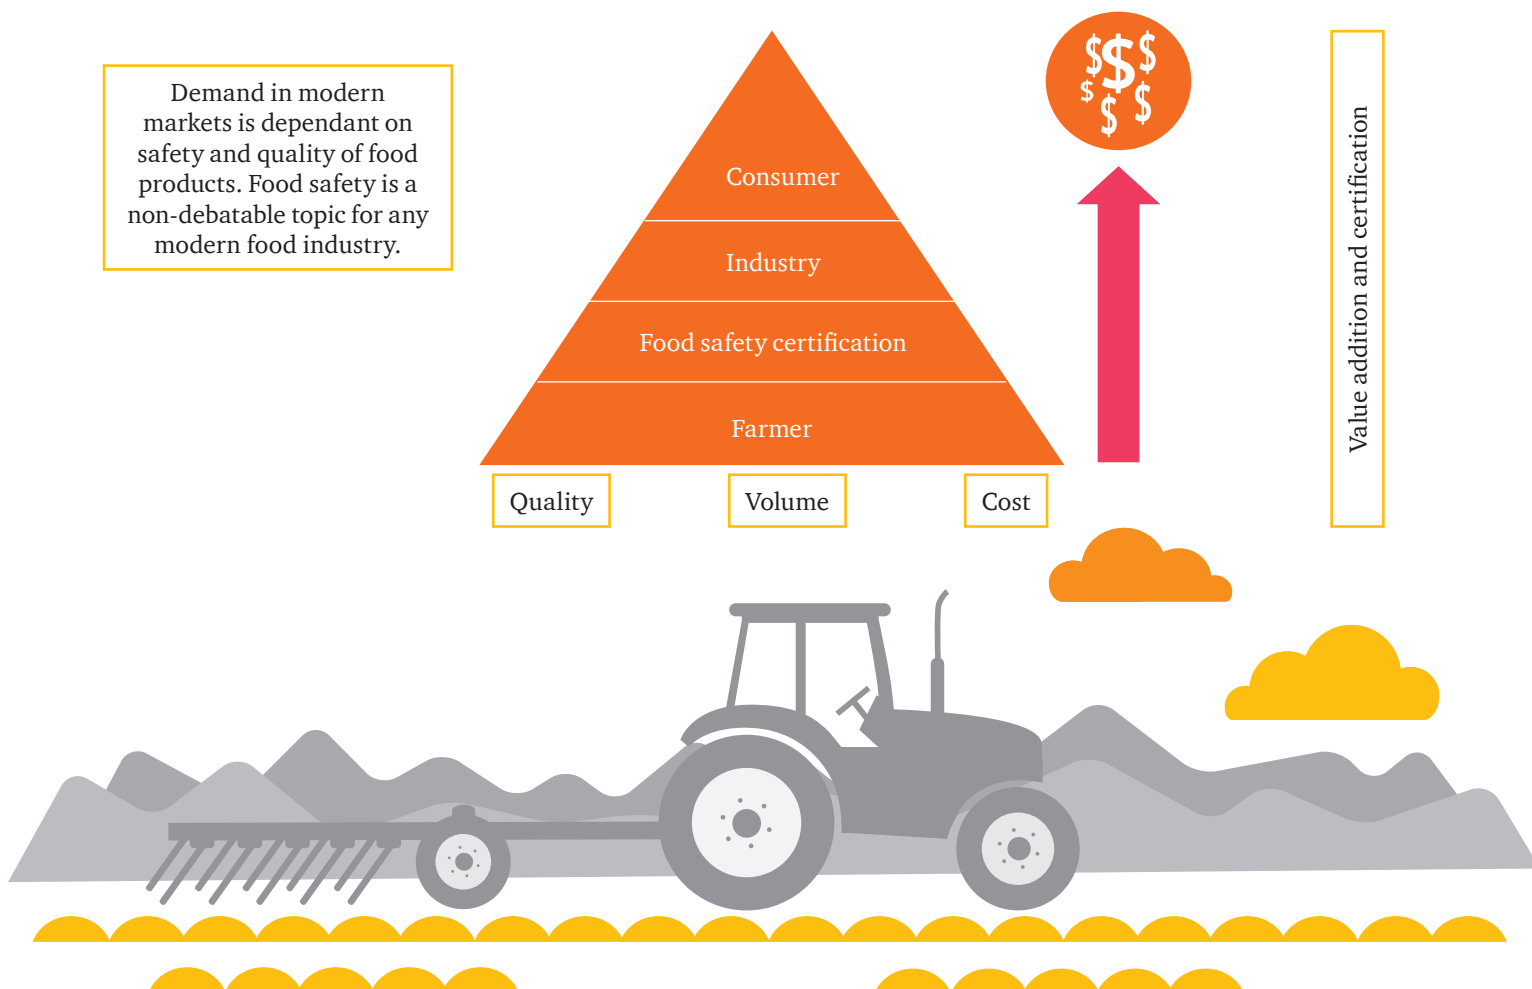 Demand in modern
markets is dependant on
safety and quality of food
products. Food safety is a
non-debatable topic for any
modern food industry.
Consumer
Industry
Food safety certification
Farmer
Quality
Volume
Cost
$ $ $
$ $ $
Value addition and certification